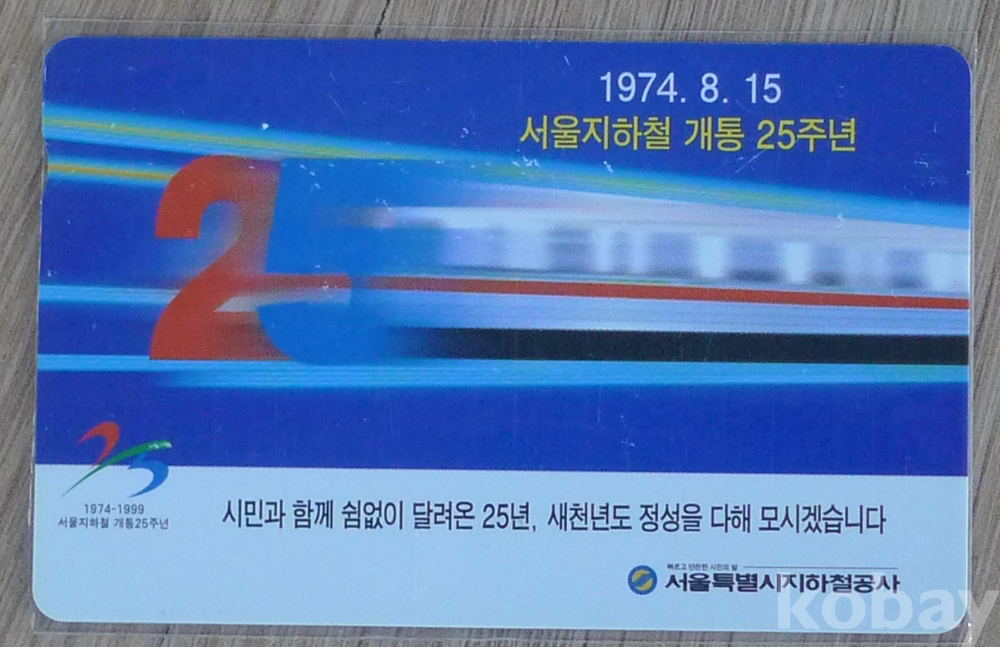 1974. 8. 15
서울지하철 개통 25주년
25
1974-1999
서울지하철 개통25주년
시민과 함께 쉼없이 달려온 25년, 새천년도 정성을 다해 모시겠습니다
빠르고 안전한 시민의 발
서울특별시지하철공사
kobay